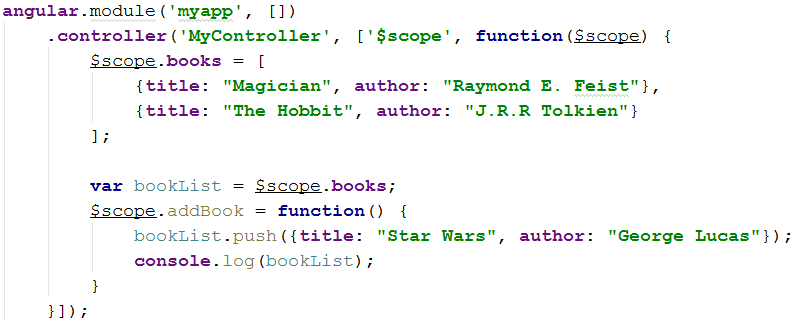 angular.module('myapp', [])
    .controller('MyController', ['$scope', function($scope) {
        $scope.books = [
            {title: "Magician", author: "Raymond E. Feist"},
            {title: "The Hobbit", author: "J.R.R Tolkien"}
        ];

        var bookList = $scope.books;
        $scope.addBook = function() {
            bookList.push({title: "Star Wars", author: "George Lucas"});
            console.log(bookList);
        }
    }]);